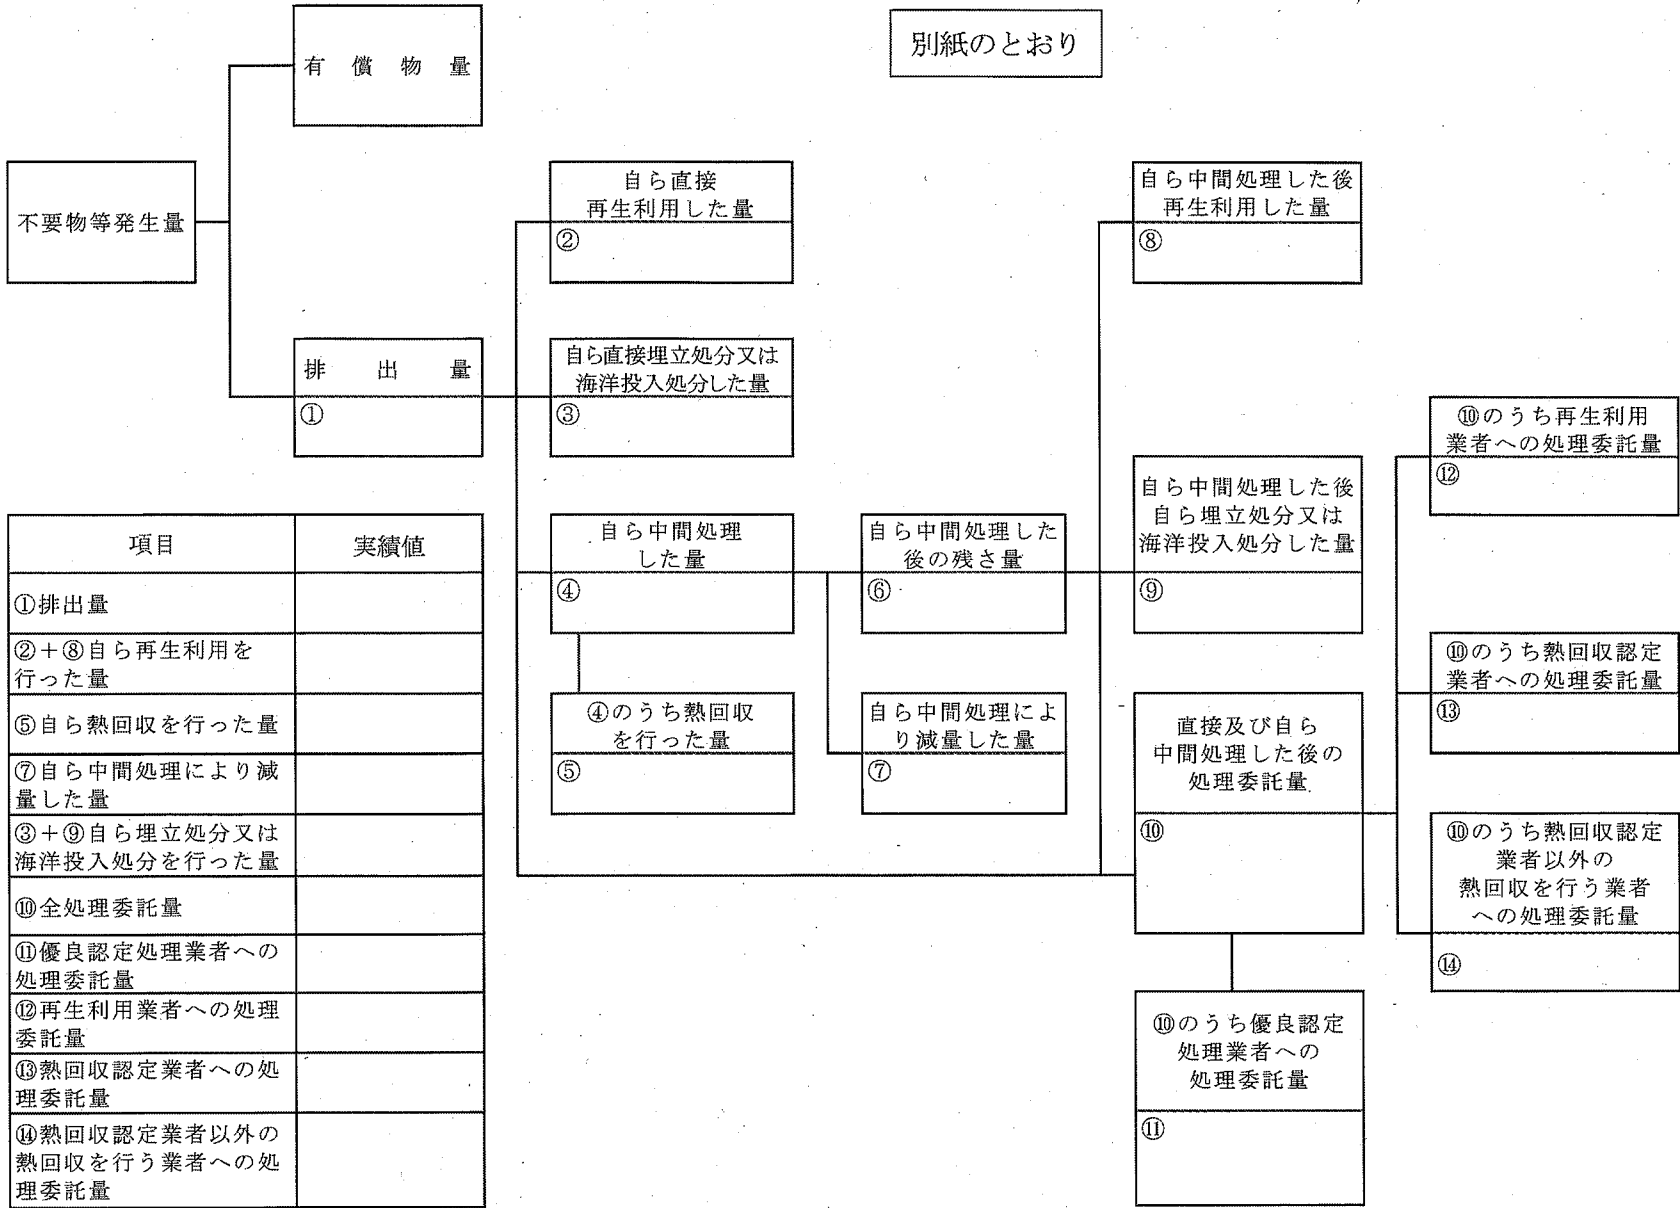 別紙のとおり
有償物量
不要物等発生量
自ら直接
再生利用した量
②
自ら中間処理した後
再生利用した量
⑧
排出量
①
自ら直接埋立処分又は
海洋投入処分した量
③
⑩のうち再生利用
業者への処理委託量
⑫
自ら中間処理した後
自ら埋立処分又は
海洋投入処分した量
⑨
自ら中間処理
した量
④
自ら中間処理した
後の残さ量
⑥
⑩のうち熱回収認定
業者への処理委託量
⑬
④のうち熱回収
を行った量
⑤
自ら中間処理によ
り減量した量
⑦
直接及び自ら
中間処理した後の
処理委託量
⑩
⑩のうち熱回収認定
業者以外の
熱回収を行う業者
への処理委託量
⑭
⑩のうち優良認定
処理業者への
処理委託量
⑪
項目 実績値
①排出量
②+⑧自ら再生利用を
行った量
⑤自ら熱回収を行った量
⑦自ら中間処理により減
量した量
③+⑨自ら埋立処分又は
海洋投入処分を行った量
⑩全処理委託量
⑪優良認定処理業者への
処理委託量
⑫再生利用業者への処理
委託量
⑬熱回収認定業者への処
理委託量
⑭熱回収認定業者以外の
熱回収を行う業者への処
理委託量